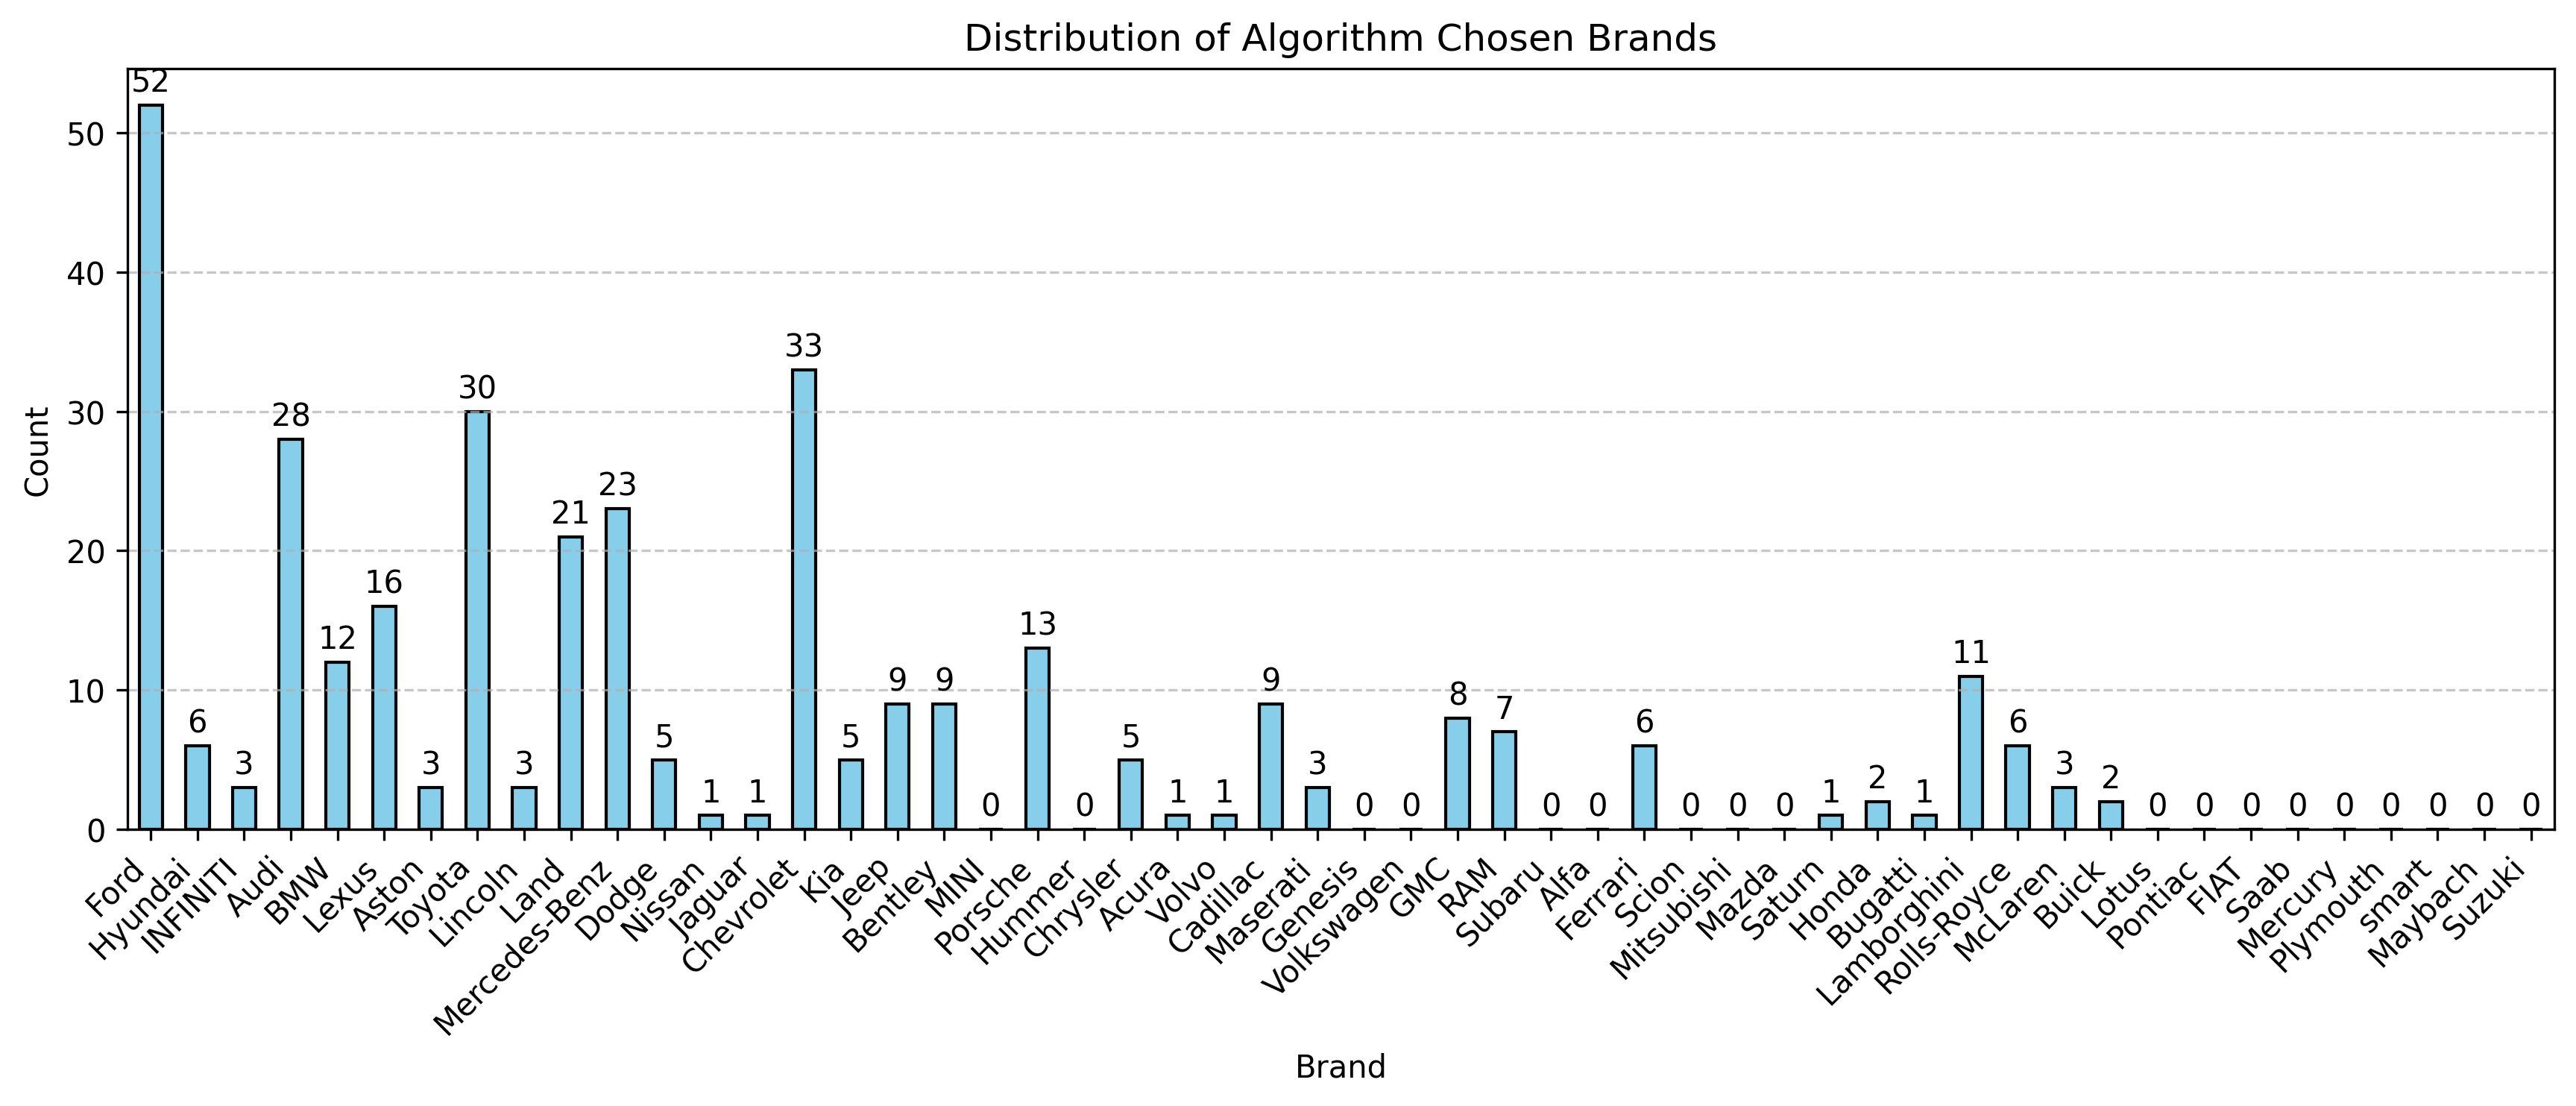 Distribution of Algorithm Chosen Brands
Count
50
40
30
20
10
0
52
6
3
28
12
16
3
30
3
21
23
5
1
1
33
5
9
9
0
13
0
5
1
1
9
3
0
0
8
7
0
0
6
0
0
0
1
2
1
11
6
3
2
0
0
0
0
0
0
0
0
0
Ford
Hyundai
INFINITI
Audi
BMW
Lexus
Aston
Toyota
Lincoln
Land
Mercedes-Benz
Dodge
Nissan
Jaguar
Chevrolet
Kia
Jeep
Bentley
MINI
Porsche
Hummer
Chrysler
Acura
Volvo
Cadillac
Maserati
Genesis
Volkswagen
GMC
RAM
Subaru
Alfa
Ferrari
Scion
Mitsubishi
Mazda
Saturn
Honda
Bugatti
Lamborghini
Rolls-Royce
McLaren
Buick
Lotus
Pontiac
FIAT
Saab
Mercury
Plymouth
smart
Maybach
Suzuki
Brand